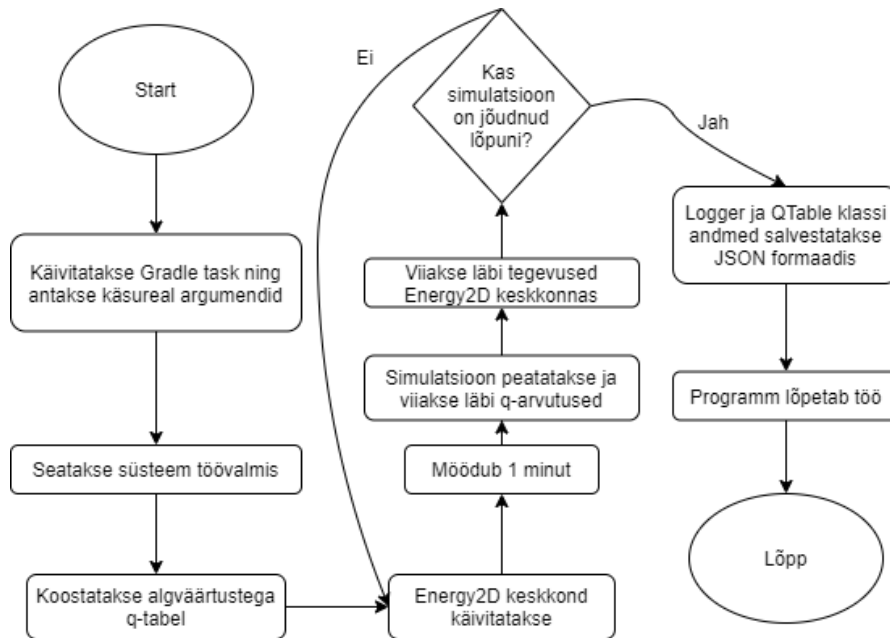 Start
Käivitatakse Gradle task ning
antakse käsureal argumendid
Seatakse süsteem töövalmis
Koostatakse algväärtustega
q-tabel
Energy2D keskkond
käivitatakse
Möödub 1 minut
Simulatsioon peatatakse ja
viiakse läbi q-arvutused
Viiakse läbi tegevused
Energy2D keskkonnas
Kas
simulatsioon
on jõudnud
lõpuni?
Ei
Jah
Logger ja QTable klassi
andmed salvestatakse
JSON formaadis
Programm lõpetab töö
Lõpp